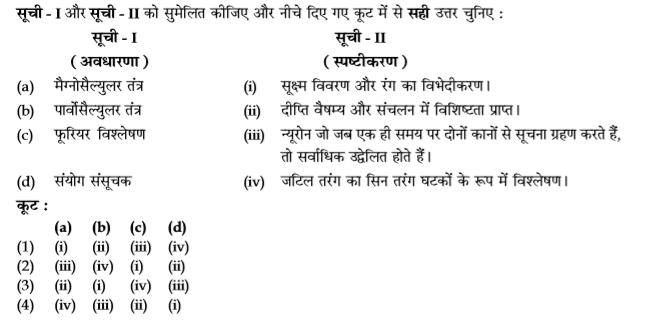 सूची - I और सूची - II को सुमेलित कीजिए और नीचे दिए गए कूट में से सही उत्तर चुनिए :
सूची - I सूची - II
( अवधारणा ) ( स्पष्टीकरण )
(a) मैग्नोसैल्युलर तंत्र (i) सूक्ष्म विवरण और रंग का विभेदीकरण।
(b) पार्वोसैल्युलर तंत्र (ii) दीप्ति वैषम्य और संचलन में विशिष्टता प्राप्त।
(c) फूरियर विश्लेषण (iii) न्यूरोन जो जब एक ही समय पर दोनों कानों से सूचना ग्रहण करते हैं,
तो सर्वाधिक उद्वेलित होते हैं।
(d) संयोग संसूचक (iv) जटिल तरंग का सिन तरंग घटकों के रूप में विश्लेषण।
कूट :
(a) (b) (c) (d)
(1) (i) (ii) (iii) (iv)
(2) (iii) (iv) (i) (ii)
(3) (ii) (i) (iv) (iii)
(4) (iv) (iii) (ii) (i)